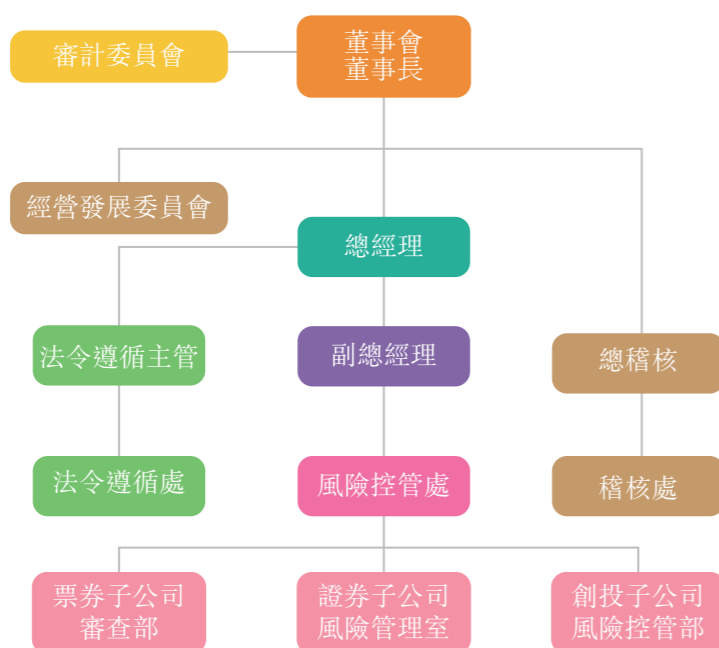 審計委員會
董事會
董事長
經營發展委員會
總經理
法令遵循主管
副總經理
總稽核
法令遵循處
風險控管處
稽核處
票券子公司
審查部
證券子公司
風險管理室
創投子公司
風險控管部